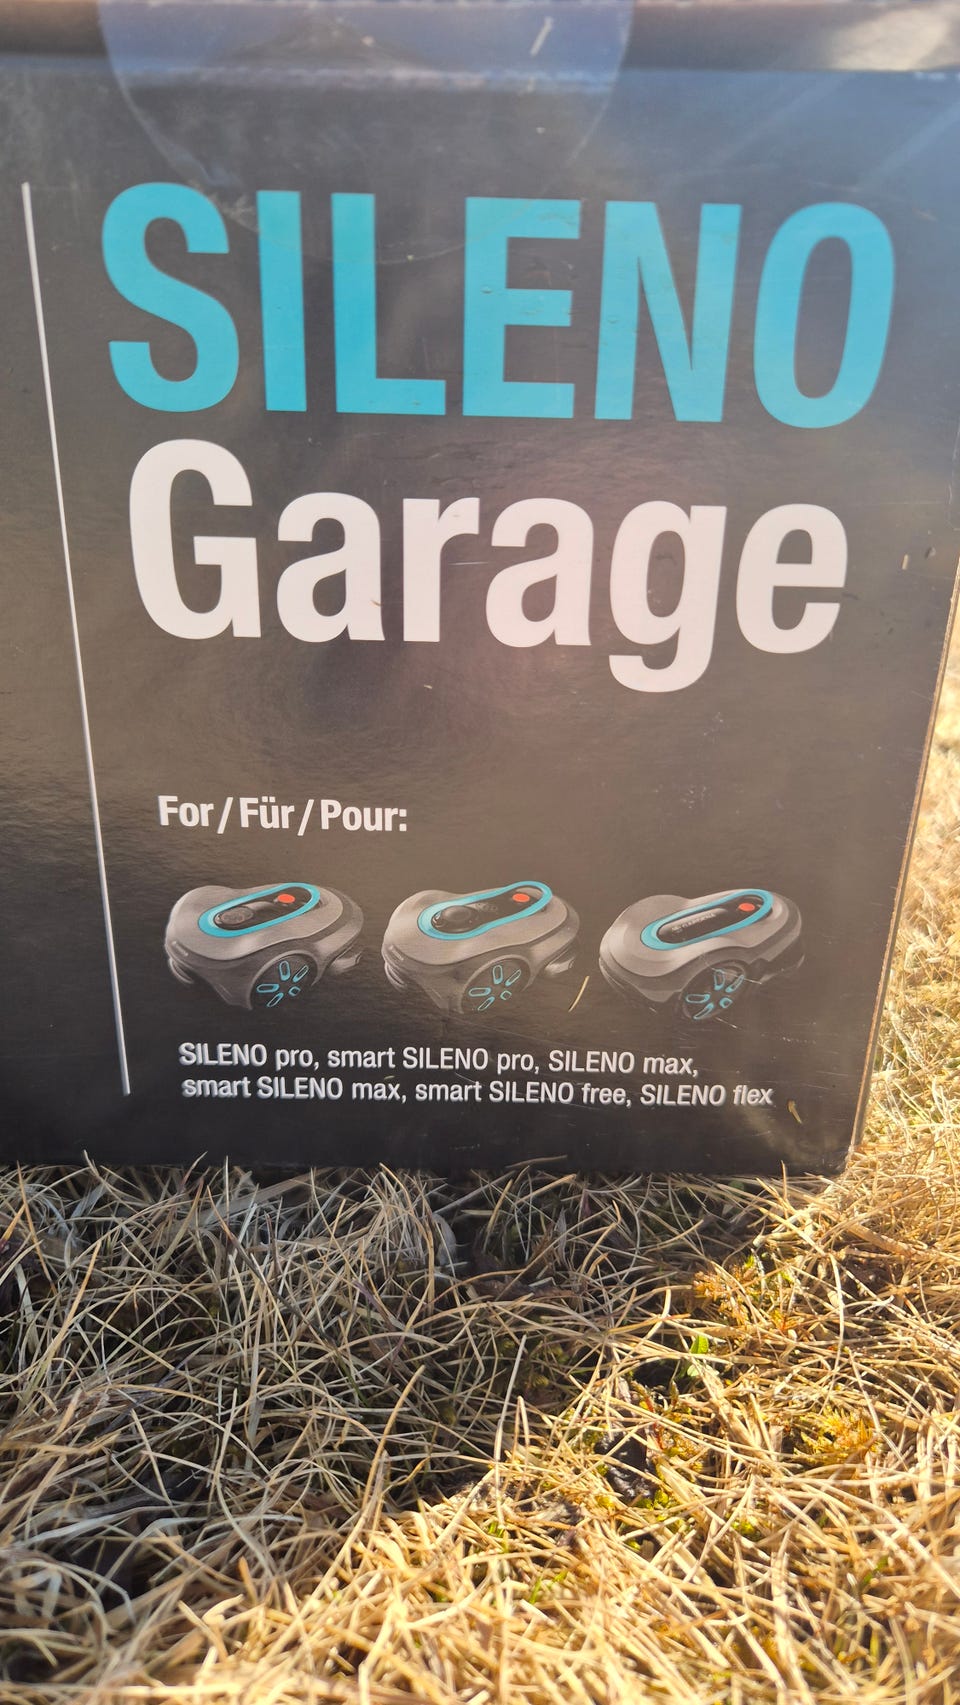 SILENO
Garage
For / Für / Pour:
SILENO pro, smart SILENO pro, SILENO max,
smart SILENO max, smart SILENO free, SILENO flex